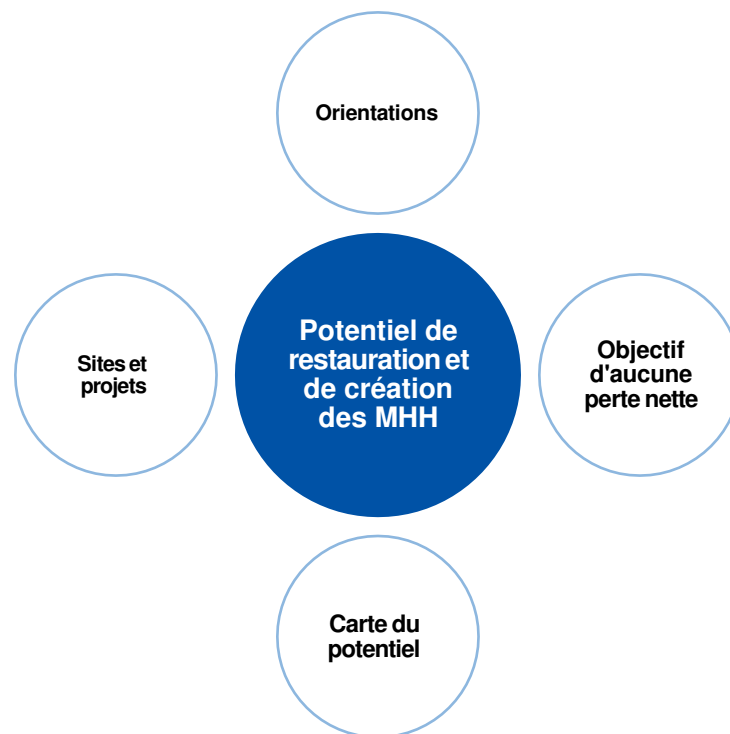 Orientations
Potentiel de
restauration et
de création
des MHH
Sites et
projets
Objectif
d'aucune
perte nette
Carte du
potentiel